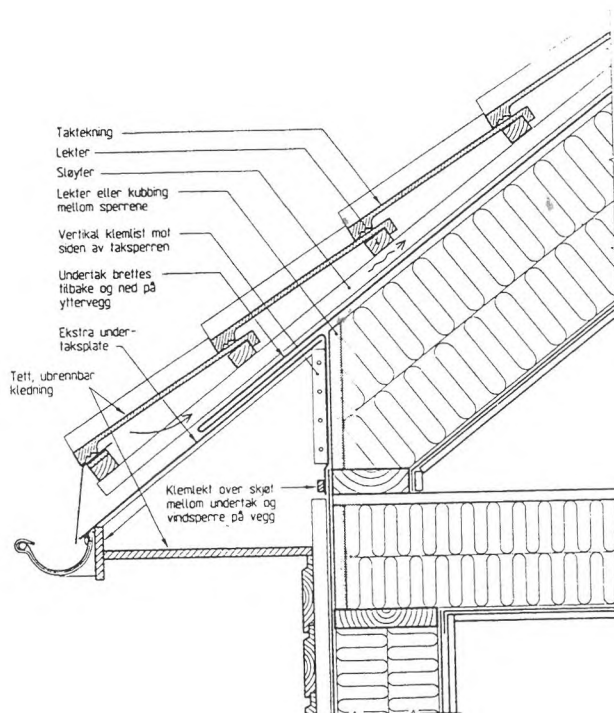 Taktekning
Lekter
Sløyfer
Lekter eller kubbing
mellom sperrene
Vertikal klemlist mot
siden av taksperren
Undertak brettes
tilbake og ned på
yttervegg
Ekstra under-
taksplate
Tett, ubrennbar
kledning
Klemlekt over skjøt
mellom undertak og
vindsperre på vegg